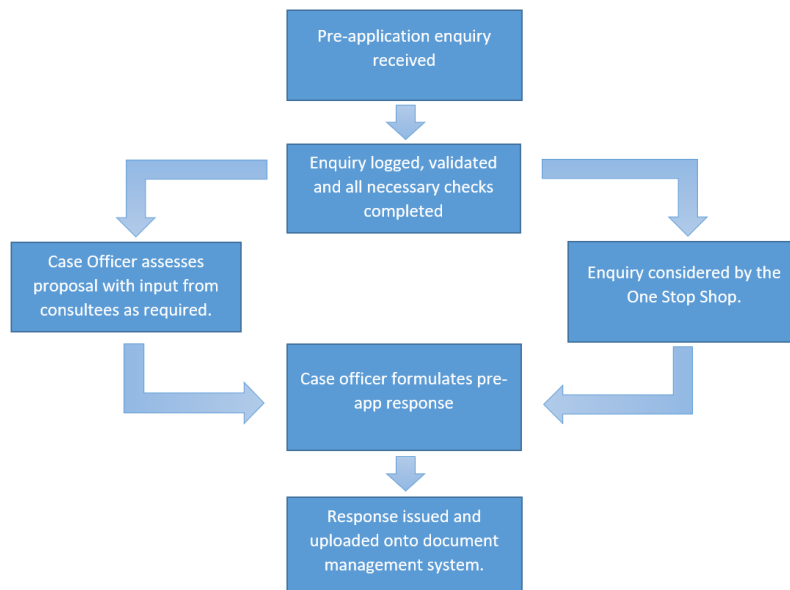 Pre-application enquiry
received
Enquiry logged, validated
and all necessary checks
completed
Case Officer assesses
proposal with input from
consultees as required.
Enquiry considered by the
One Stop Shop.
Case officer formulates pre-
app response
Response issued and
uploaded onto document
management system.